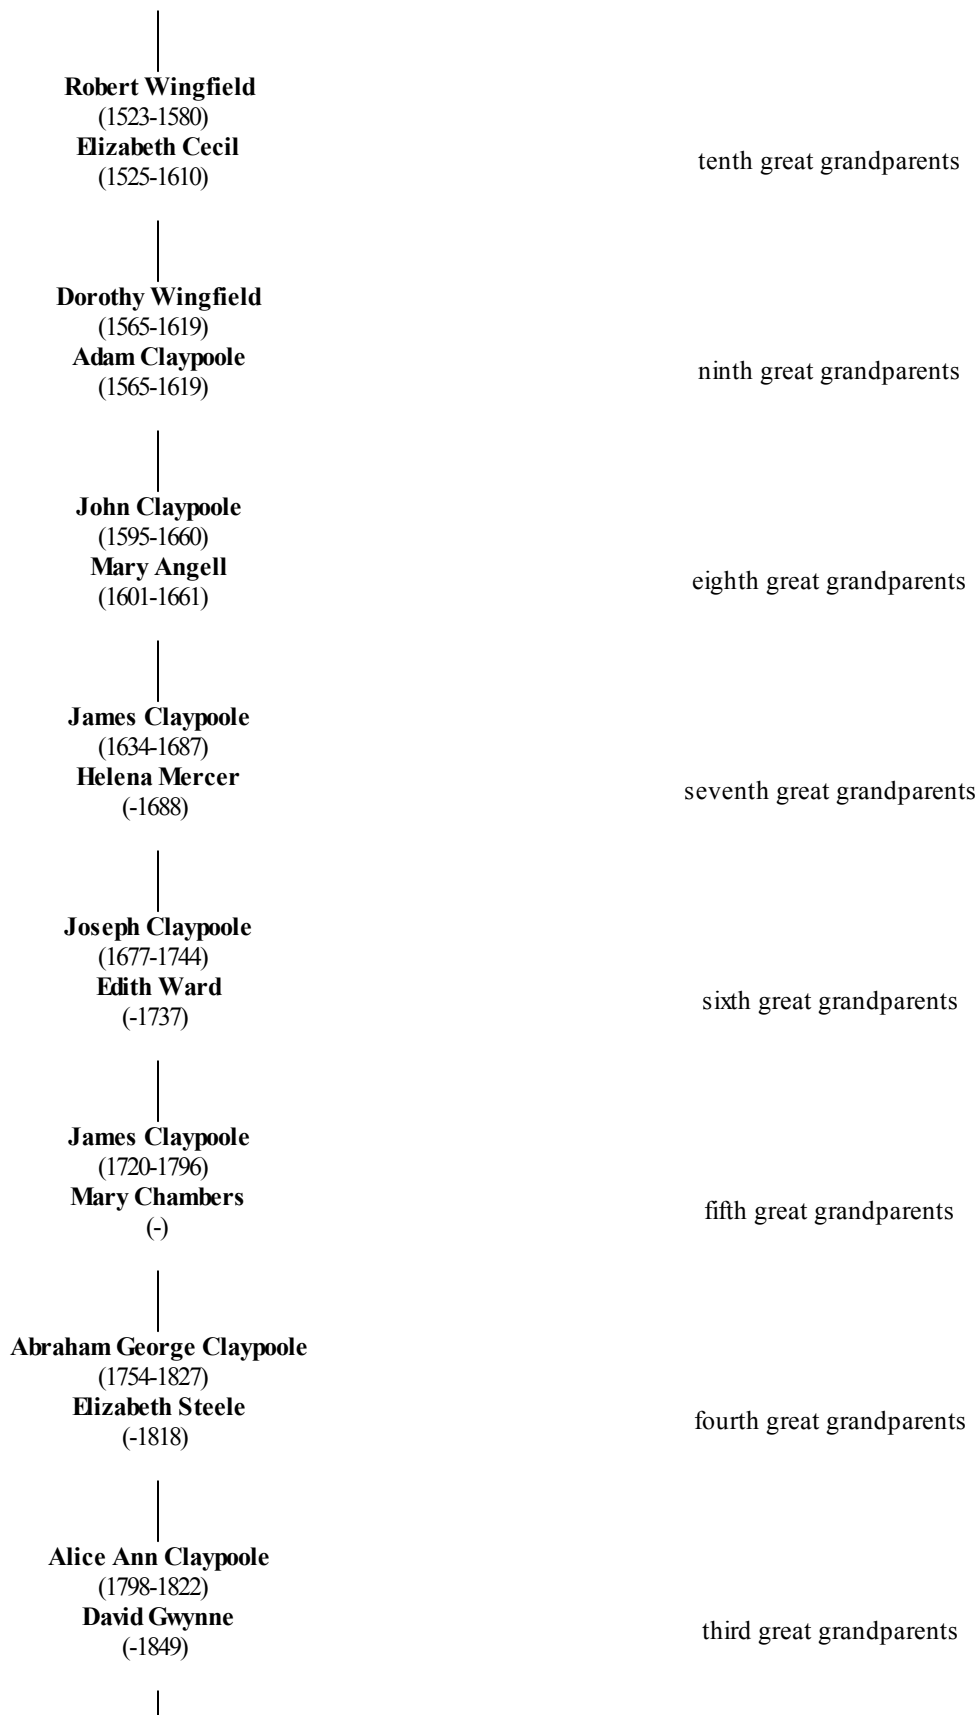 Robert Wingfield
(1523-1580)
Elizabeth Cecil
(1525-1610)
tenth great grandparents
Dorothy Wingfield
(1565-1619)
Adam Claypoole
(1565-1619)
ninth great grandparents
John Claypoole
(1595-1660)
Mary Angell
(1601-1661)
eighth great grandparents
James Claypoole
(1634-1687)
Helena Mercer
(-1688)
seventh great grandparents
Joseph Claypoole
(1677-1744)
Edith Ward
(-1737)
sixth great grandparents
James Claypoole
(1720-1796)
Mary Chambers
(-)
fifth great grandparents
Abraham George Claypoole
(1754-1827)
Elizabeth Steele
(-1818)
fourth great grandparents
Alice Ann Claypoole
(1798-1822)
David Gwynne
(-1849)
third great grandparents